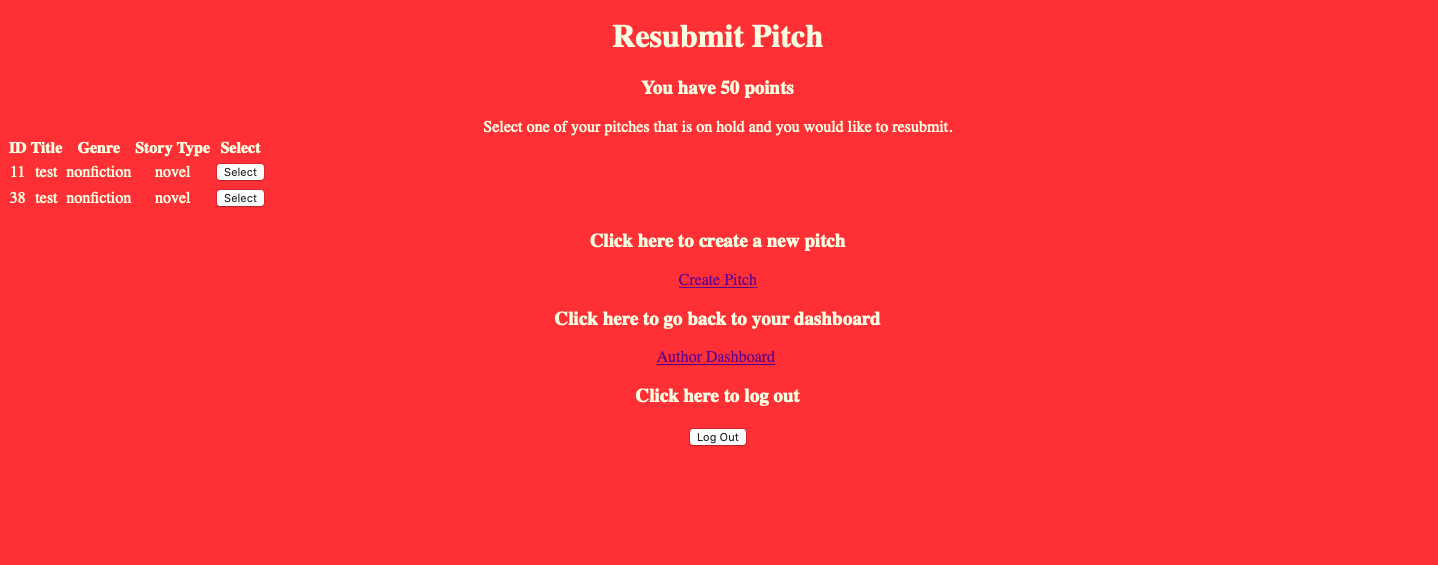 Resubmit Pitch
You have 50 points
Select one of your pitches that is on hold and you would like to resubmit.
ID Title Genre Story Type Select
11 test nonfiction novel Select
38 test nonfiction novel Select
Click here to create a new pitch
Create Pitch
Click here to go back to your dashboard
Author Dashboard
Click here to log out
Log Out